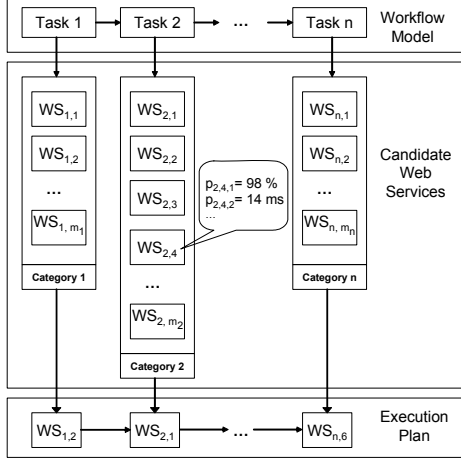 Task 1
Task 2
...
Task n
Workflow
Model
WS1,1
WS1,2
...
WS1, m1
Category 1
WS2,1
WS2,2
WS2,3
WS2,4
...
WS2, m2
Category 2
p2,4,1= 98 %
p2,4,2= 14 ms
...
WSn,1
WSn,2
...
WSn, mn
Category n
Candidate
Web
Services
WS1,2
WS2,1
...
WSn,6
Execution
Plan